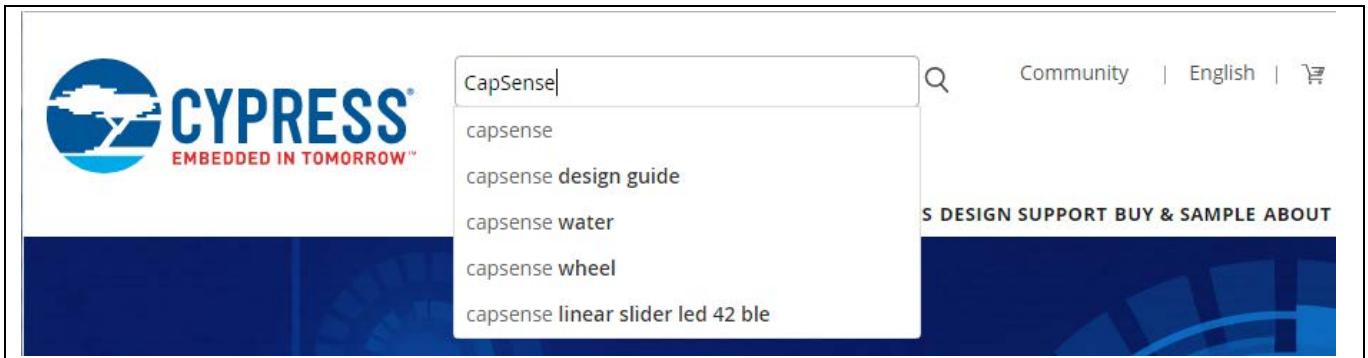 CYPRESS®
EMBEDDED IN TOMORROW™
CapSense
Community | English |
capsense
capsense design guide
capsense water
capsense wheel
capsense linear slider led 42 ble
S DESIGN SUPPORT BUY & SAMPLE ABOUT